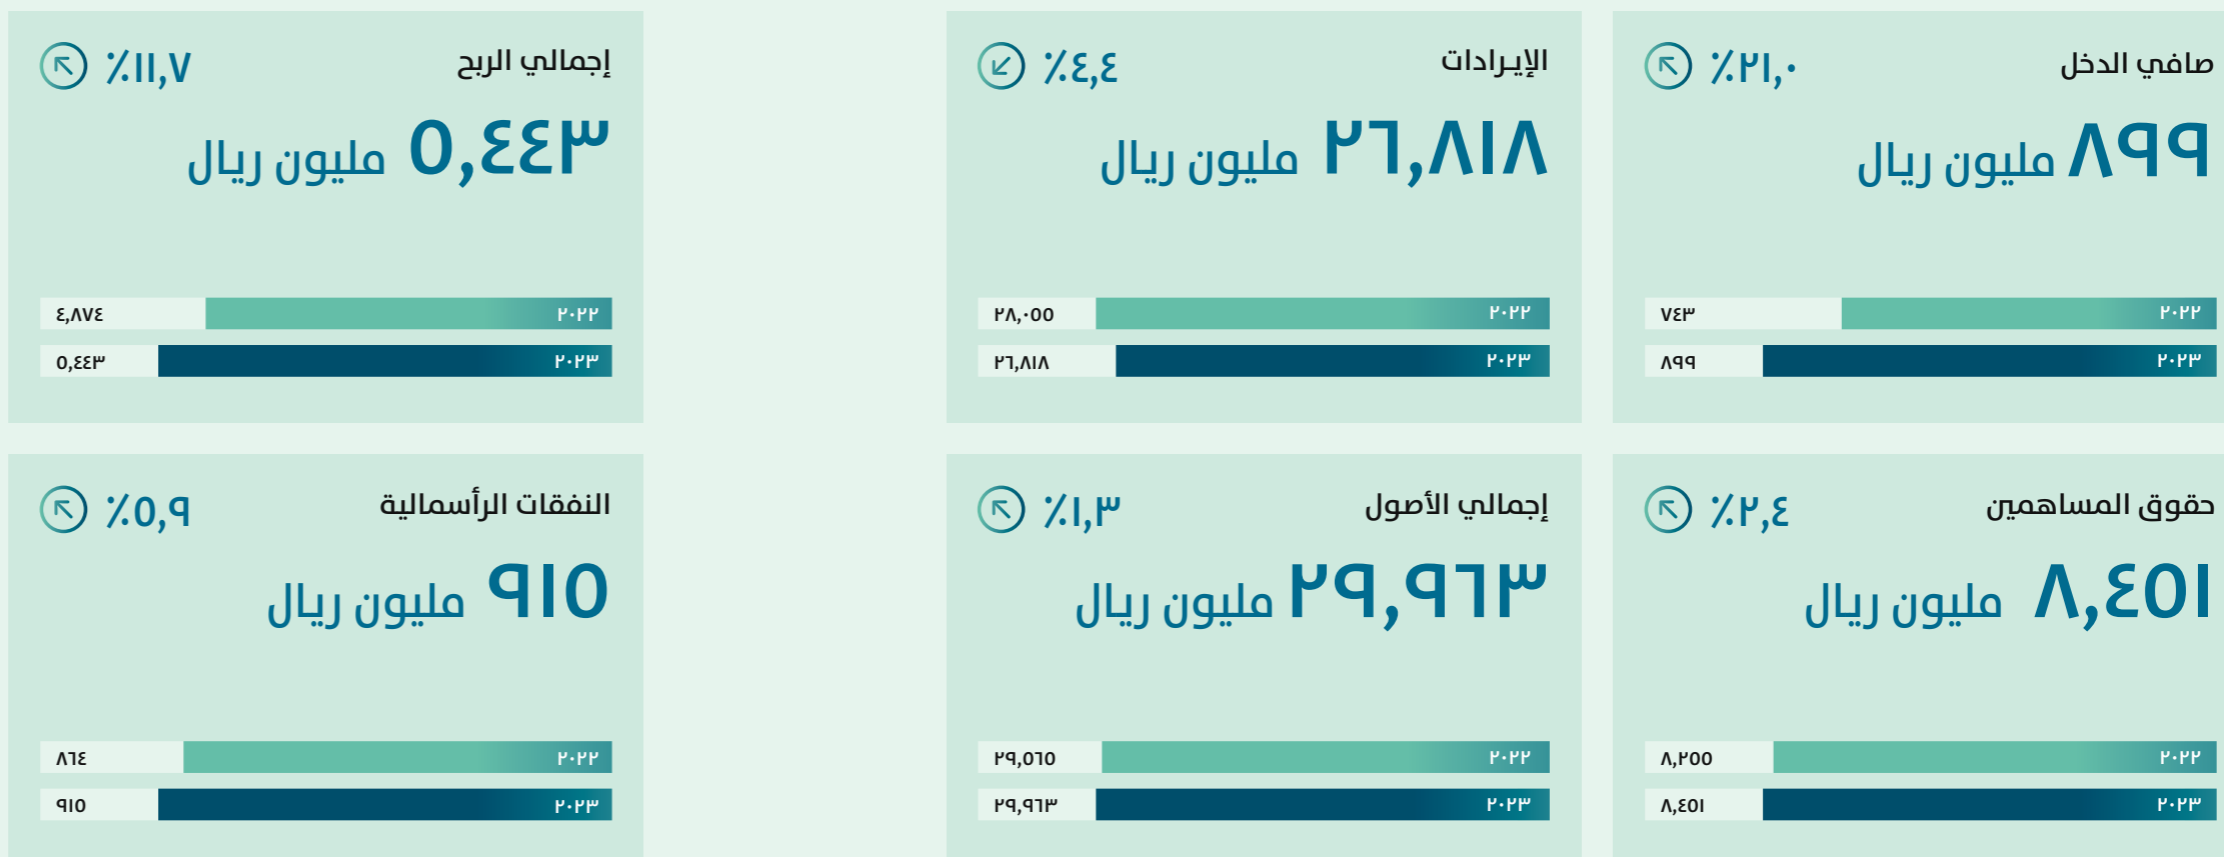 صافي الدخل
٪٢١,٠
٨٩٩ مليون ريال
٢٠٢٢
٧٤٣
٢٠٢٣
٨٩٩
الإيرادات
٪٤,٤
٢٦,٨١٨ مليون ريال
٢٠٢٢
٢٨,٠٥٥
٢٠٢٣
٢٦,٨١٨
إجمالي الربح
٪١١,٧
٥,٤٤٣ مليون ريال
٢٠٢٢
٤,٨٧٤
٢٠٢٣
٥,٤٤٣
حقوق المساهمين
٪٢,٤
٨,٤٥١ مليون ريال
٢٠٢٢
٨,٢٥٥
٢٠٢٣
٨,٤٥١
إجمالي الأصول
٪١,٣
٢٩,٩٦٣ مليون ريال
٢٠٢٢
٢٩,٥٦٥
٢٠٢٣
٢٩,٩٦٣
النفقات الرأسمالية
٪٥,٩
٩١٥ مليون ريال
٢٠٢٢
٨٦٤
٢٠٢٣
٩١٥